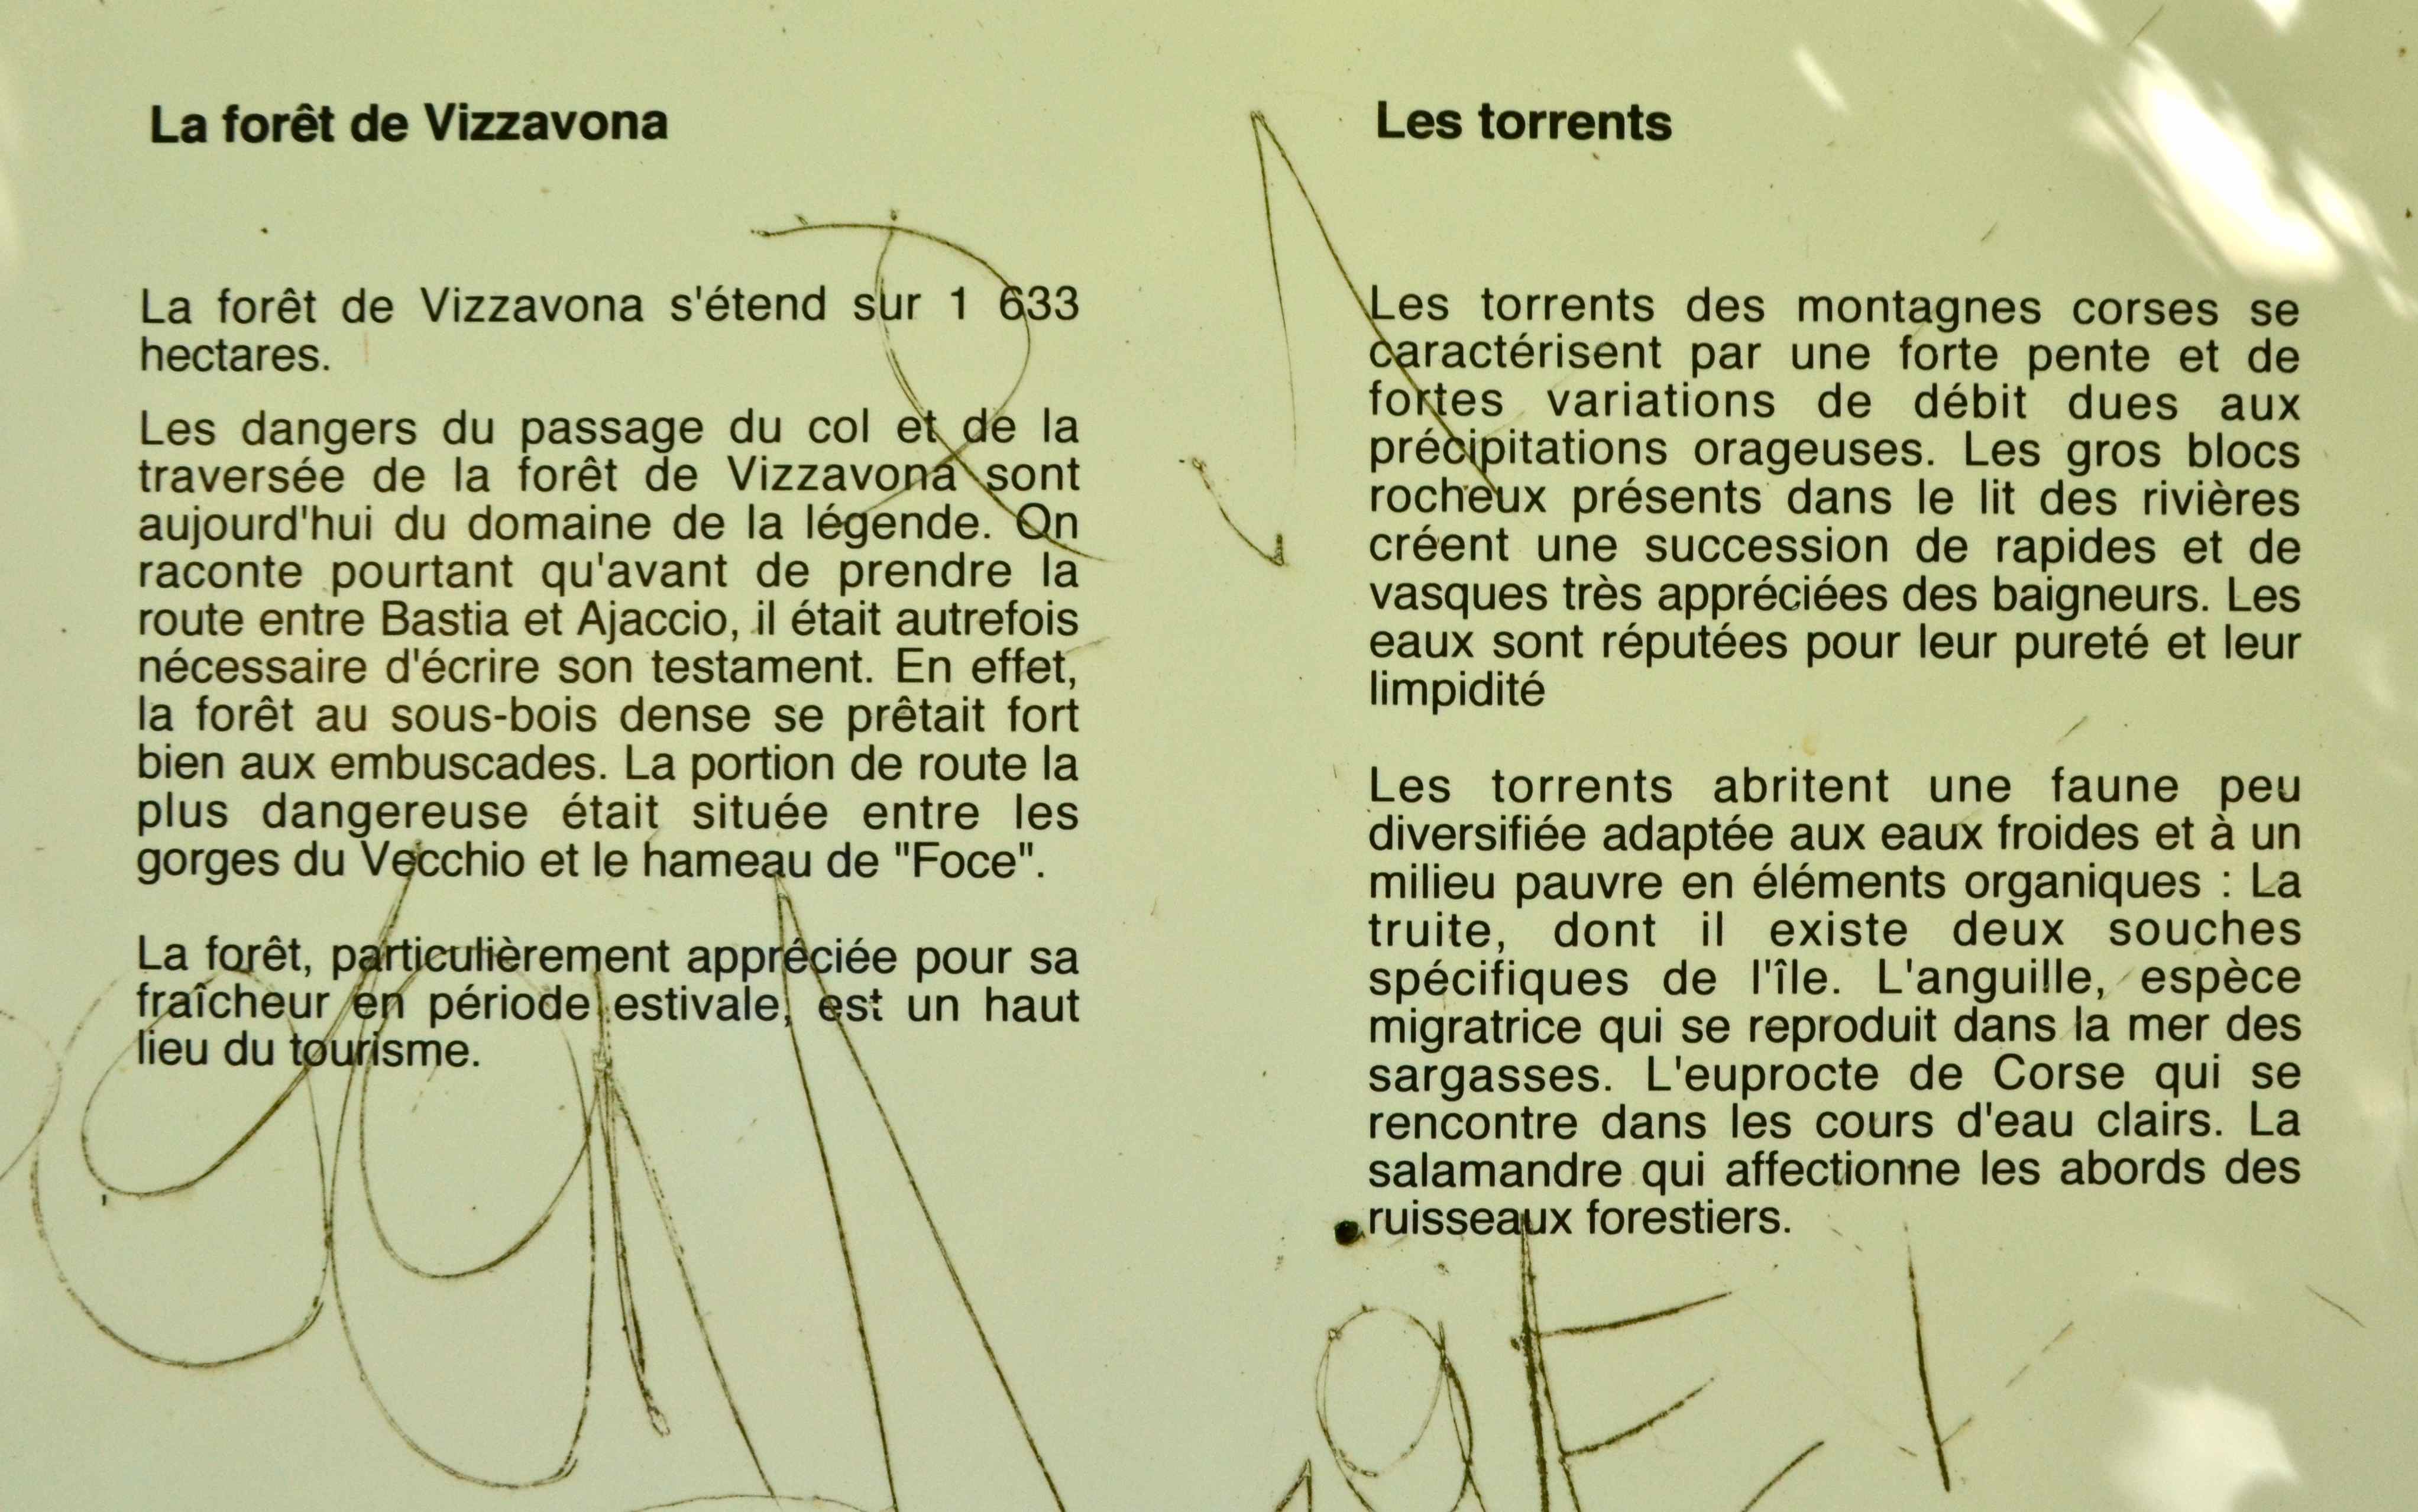 La forêt de Vizzavona
La forêt de Vizzavona s'étend sur 1 633
hectares.
Les dangers du passage du col et de la
traversée de la forêt de Vizzavona sont
aujourd'hui du domaine de la légende. On
raconte pourtant qu'avant de prendre la
route entre Bastia et Ajaccio, il était autrefois
nécessaire d'écrire son testament. En effet,
la forêt au sous-bois dense se prêtait fort
bien aux embuscades. La portion de route la
plus dangereuse était située entre les
gorges du Vecchio et le hameau de "Foce".
La forêt, particulièrement appréciée pour sa
fraîcheur en période estivale, est un haut
lieu du tourisme.
Les torrents
Les torrents des montagnes corses se
caractérisent par une forte pente et de
fortes variations de débit dues aux
précipitations orageuses. Les gros blocs
rocheux présents dans le lit des rivières
créent une succession de rapides et de
vasques très appréciées des baigneurs. Les
eaux sont réputées pour leur pureté et leur
limpidité
Les torrents abritent une faune peu
diversifiée adaptée aux eaux froides et à un
milieu pauvre en éléments organiques : La
truite, dont il existe deux souches
spécifiques de l'île. L'anguille, espèce
migratrice qui se reproduit dans la mer des
sargasses. L'euprocte de Corse qui se
rencontre dans les cours d'eau clairs. La
salamandre qui affectionne les abords des
ruisseaux forestiers.